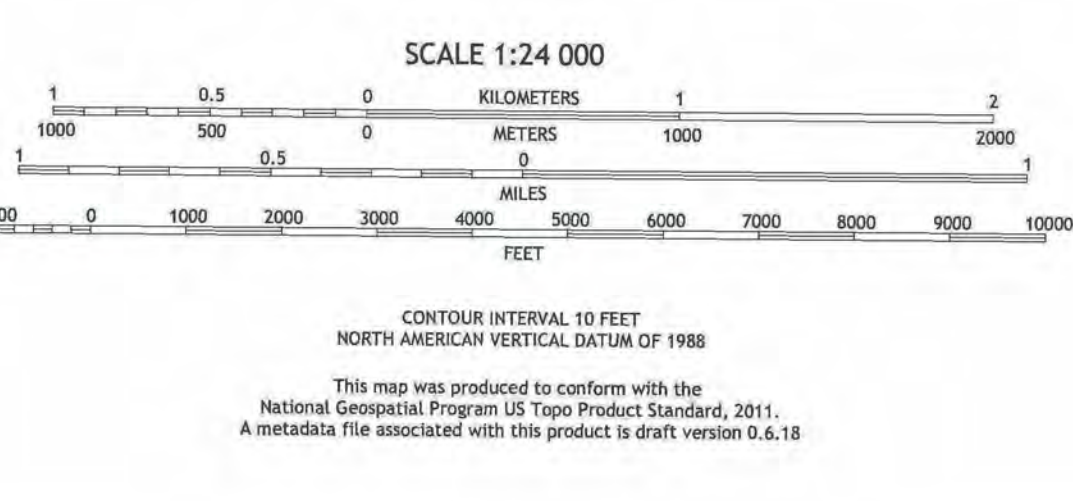 SCALE 1:24 000
1 0.5 0 KILOMETERS 1 2
1000 500 0 METERS 1000 2000
1 0.5 0 1
MILES
00 0 1000 2000 3000 4000 5000 6000 7000 8000 9000 10000
FEET
CONTOUR INTERVAL 10 FEET
NORTH AMERICAN VERTICAL DATUM OF 1988
This map was produced to conform with the
National Geospatial Program US Topo Product Standard, 2011.
A metadata file associated with this product is draft version 0.6.18